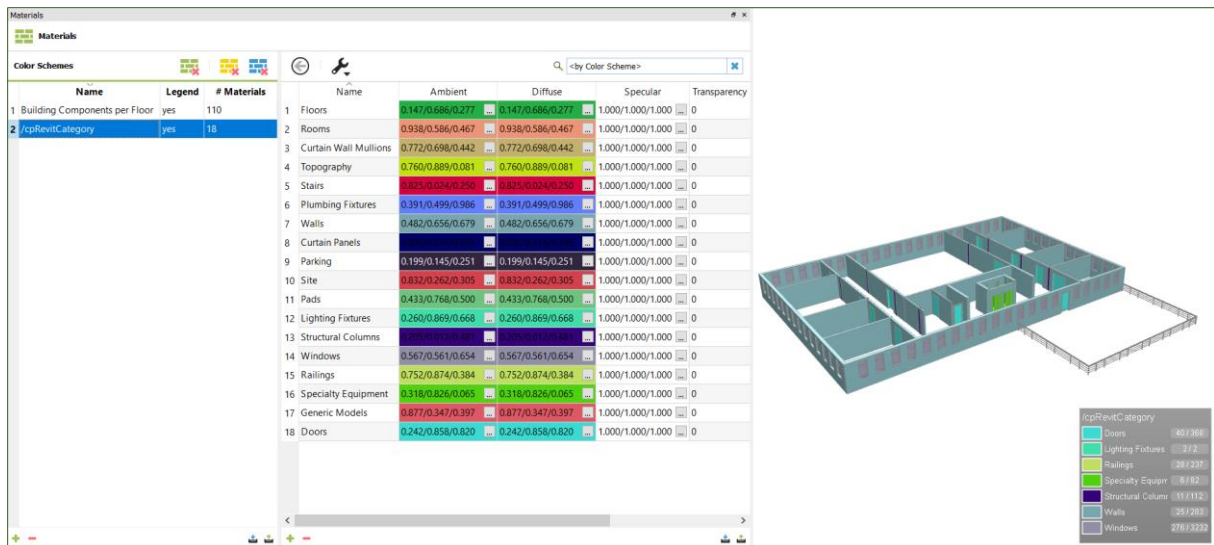 Materials
Materials
Color Schemes
<by Color Scheme>
Name Legend # Materials
1 Building Components per Floor yes 110
2 /cpRevitCategory yes 18
Name Ambient Diffuse Specular Transparency
1 Floors 0.147/0.686/0.277 ... 0.147/0.686/0.277 ... 1.000/1.000/1.000 ... 0
2 Rooms 0.938/0.586/0.467 ... 0.938/0.586/0.467 ... 1.000/1.000/1.000 ... 0
3 Curtain Wall Mullions 0.772/0.698/0.442 ... 0.772/0.698/0.442 ... 1.000/1.000/1.000 ... 0
4 Topography 0.760/0.889/0.081 ... 0.760/0.889/0.081 ... 1.000/1.000/1.000 ... 0
5 Stairs 0.825/0.024/0.250 ... 0.825/0.024/0.250 ... 1.000/1.000/1.000 ... 0
6 Plumbing Fixtures 0.391/0.499/0.986 ... 0.391/0.499/0.986 ... 1.000/1.000/1.000 ... 0
7 Walls 0.482/0.656/0.679 ... 0.482/0.656/0.679 ... 1.000/1.000/1.000 ... 0
8 Curtain Panels ... ... 1.000/1.000/1.000 ... 0
9 Parking 0.199/0.145/0.251 ... 0.199/0.145/0.251 ... 1.000/1.000/1.000 ... 0
10 Site 0.832/0.262/0.305 ... 0.832/0.262/0.305 ... 1.000/1.000/1.000 ... 0
11 Pads 0.433/0.768/0.500 ... 0.433/0.768/0.500 ... 1.000/1.000/1.000 ... 0
12 Lighting Fixtures 0.260/0.869/0.668 ... 0.260/0.869/0.668 ... 1.000/1.000/1.000 ... 0
13 Structural Columns ... ... 1.000/1.000/1.000 ... 0
14 Windows 0.567/0.561/0.654 ... 0.567/0.561/0.654 ... 1.000/1.000/1.000 ... 0
15 Railings 0.752/0.874/0.384 ... 0.752/0.874/0.384 ... 1.000/1.000/1.000 ... 0
16 Specialty Equipment 0.318/0.826/0.065 ... 0.318/0.826/0.065 ... 1.000/1.000/1.000 ... 0
17 Generic Models 0.877/0.347/0.397 ... 0.877/0.347/0.397 ... 1.000/1.000/1.000 ... 0
18 Doors 0.242/0.858/0.820 ... 0.242/0.858/0.820 ... 1.000/1.000/1.000 ... 0
/cpRevitCategory
Doors 40 / 368
Lighting Fixtures 2 / 2
Railings 28 / 237
Specialty Equipr 8 / 82
Structural Colum 11 / 112
Walls 25 / 283
Windows 276 / 3232